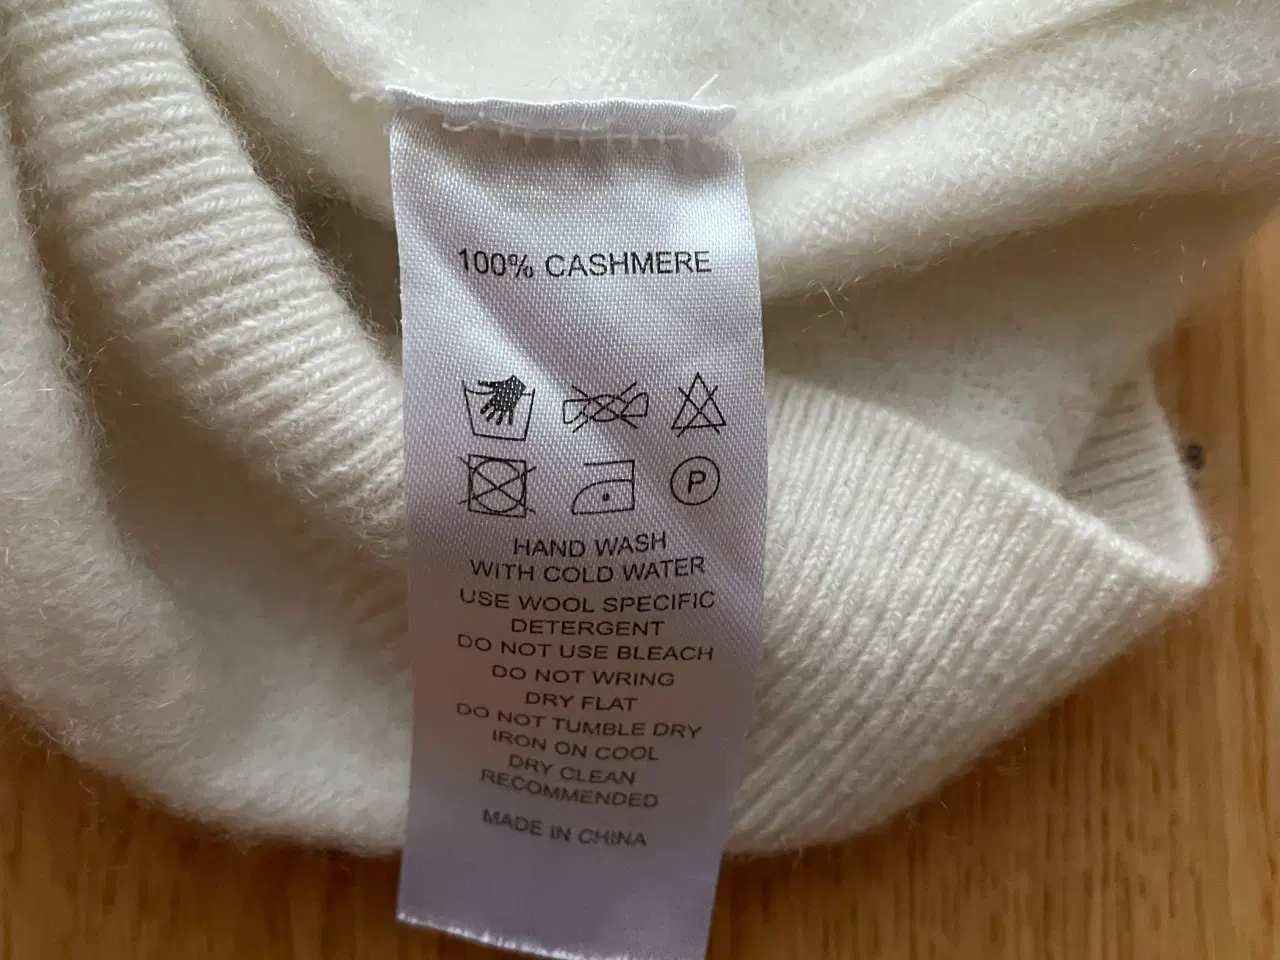 100% CASHMERE
P
HAND WASH
WITH COLD WATER
USE WOOL SPECIFIC
DETERGENT
DO NOT USE BLEACH
DO NOT WRING
DRY FLAT
DO NOT TUMBLE DRY
IRON ON COOL
DRY CLEAN
RECOMMENDED
MADE IN CHINA